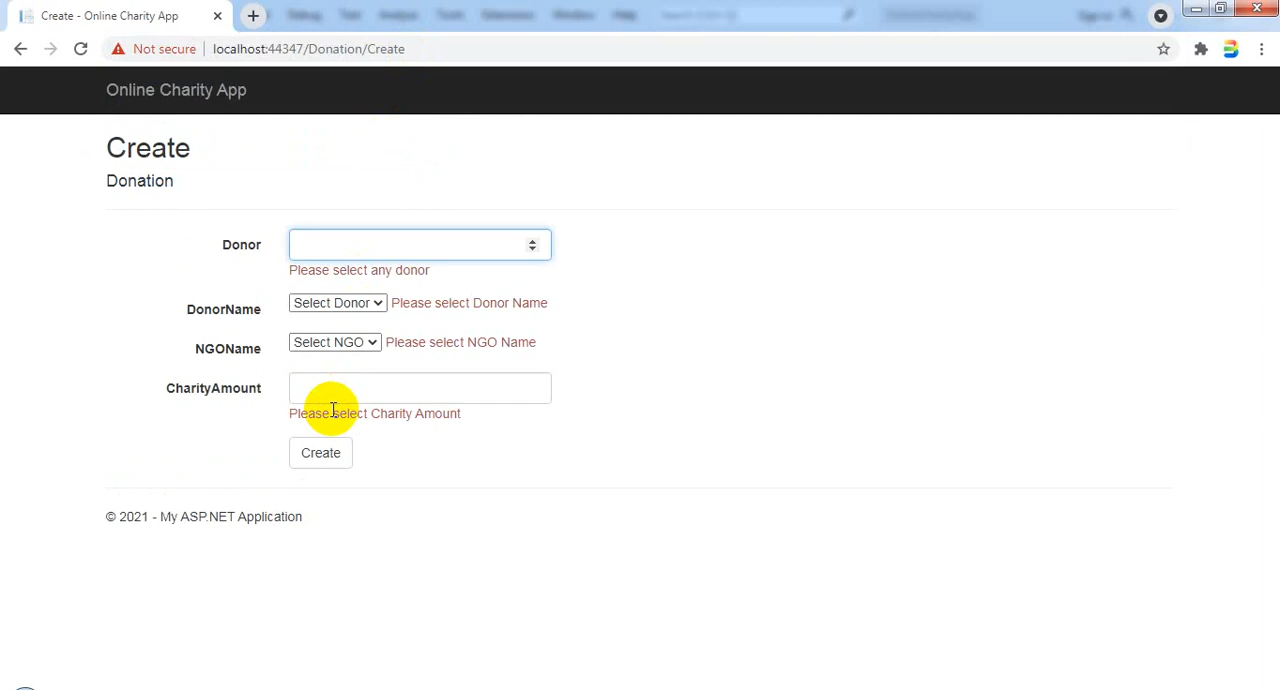 Create - Online Charity App
Not secure localhost:44347/Donation/Create
Online Charity App
Create
Donation
Donor
Please select any donor
DonorName Select Donor Please select Donor Name
NGOName Select NGO Please select NGO Name
CharityAmount
Please select Charity Amount
Create
© 2021 - My ASP.NET Application